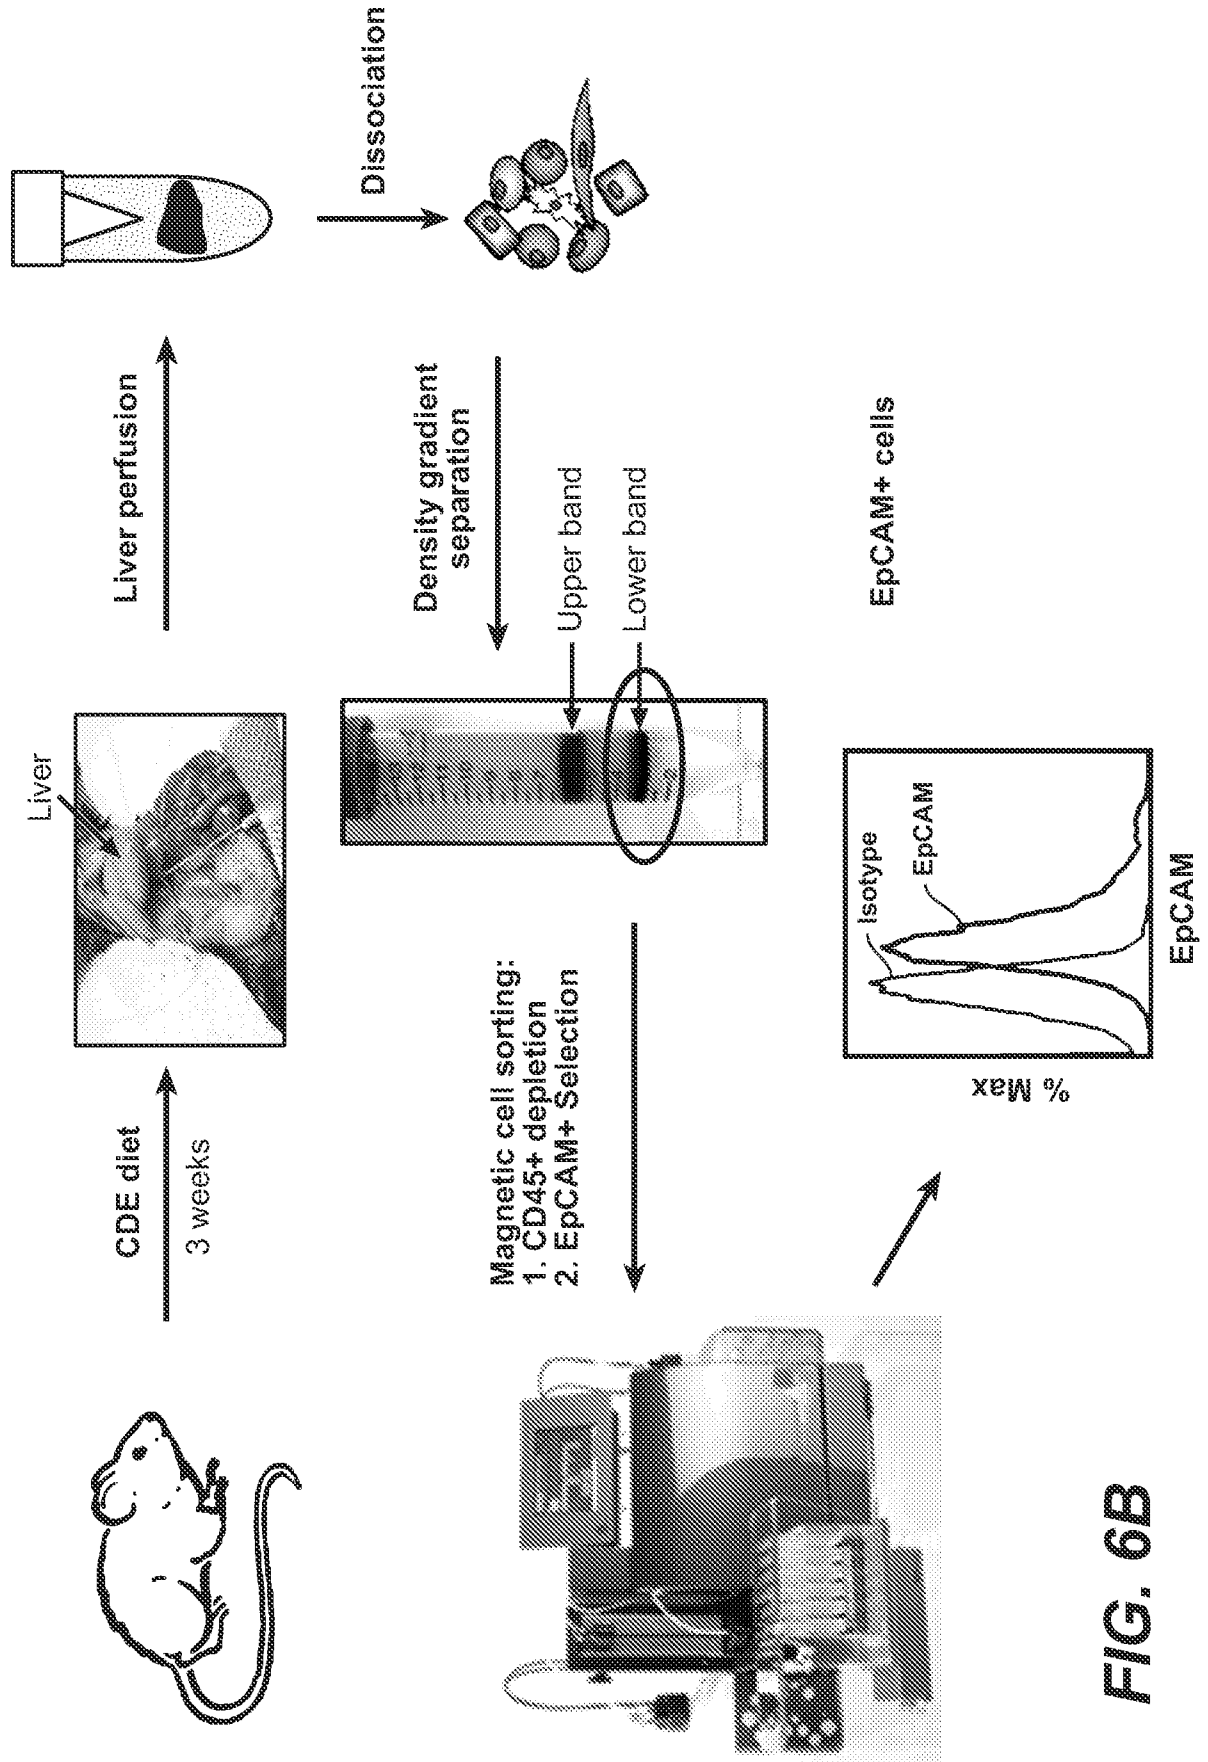 CDE diet
3 weeks
Liver
Liver perfusion
Dissociation
Density gradient
separation
Upper band
Lower band
Magnetic cell sorting:
1. CD45+ depletion
2. EpCAM+ Selection
% Max
Isotype
EpCAM
EpCAM
EpCAM+ cells
FIG. 6B